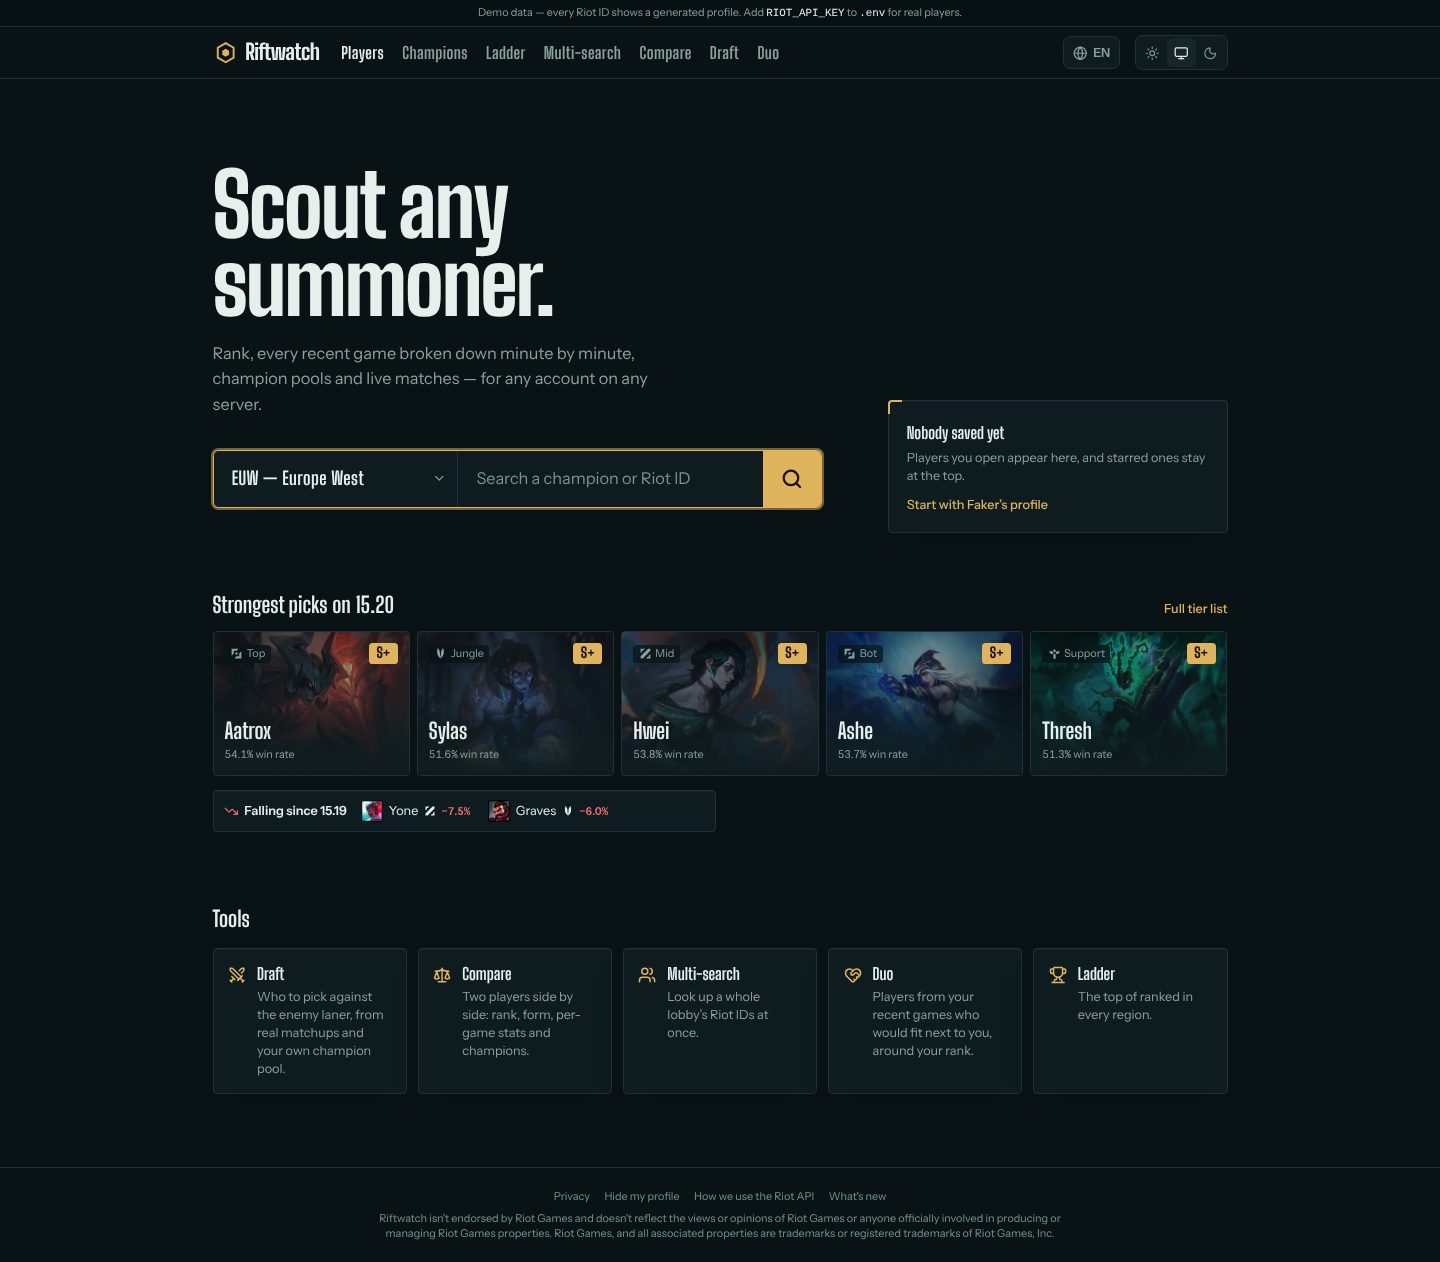 Demo data — every Riot ID shows a generated profile. Add RIOT_API_KEY to .env for real players.
Riftwatch Players Champions Ladder Multi-search Compare Draft Duo EN
Scout any
summoner.
Rank, every recent game broken down minute by minute,
champion pools and live matches — for any account on any
server.
EUW — Europe West Search a champion or Riot ID
Nobody saved yet
Players you open appear here, and starred ones stay
at the top.
Start with Faker's profile
Strongest picks on 15.20 Full tier list
Top S+
Aatrox
54.1% win rate
Jungle S+
Sylas
51.6% win rate
Mid S+
Hwei
53.8% win rate
Bot S+
Ashe
53.7% win rate
Support S+
Thresh
51.3% win rate
Falling since 15.19 Yone −7.5% Graves −6.0%
Tools
Draft
Who to pick against
the enemy laner, from
real matchups and
your own champion
pool.
Compare
Two players side by
side: rank, form, per-
game stats and
champions.
Multi-search
Look up a whole
lobby's Riot IDs at
once.
Duo
Players from your
recent games who
would fit next to you,
around your rank.
Ladder
The top of ranked in
every region.
Privacy Hide my profile How we use the Riot API What's new
Riftwatch isn't endorsed by Riot Games and doesn't reflect the views or opinions of Riot Games or anyone officially involved in producing or
managing Riot Games properties. Riot Games, and all associated properties are trademarks or registered trademarks of Riot Games, Inc.